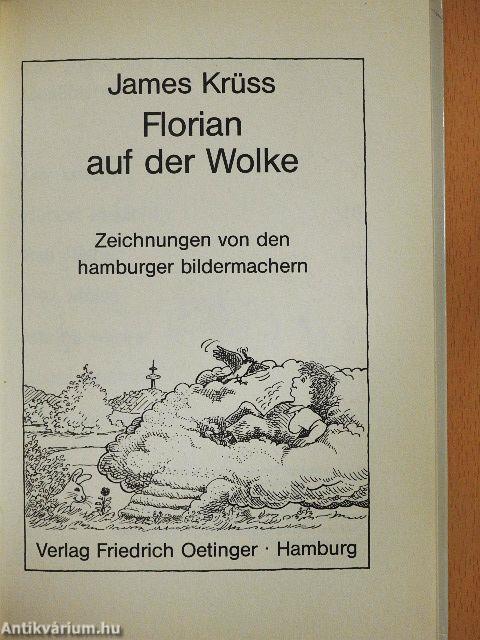 James Krüss
Florian
auf der Wolke
Zeichnungen von den
hamburger bildermachern
Verlag Friedrich Oetinger · Hamburg
Antikvárium.hu